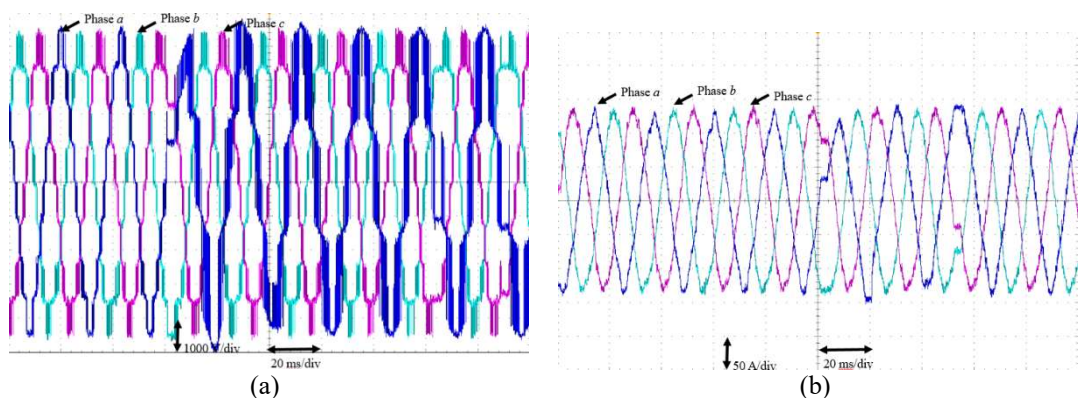 Phase a
Phase b
Phase c
1000 V/div
20 ms/div
(a)
Phase a
Phase b
Phase c
50 A/div
20 ms/div
(b)